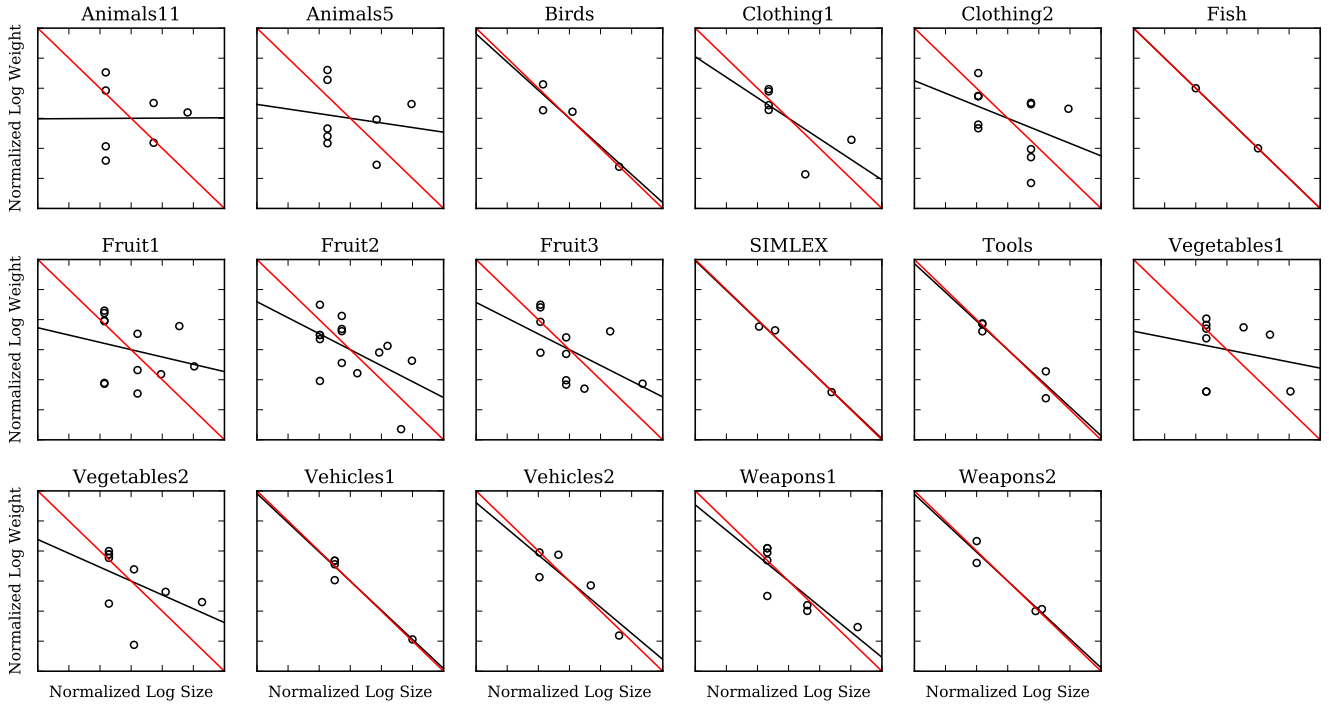 Animals11 Animals5 Birds Clothing1 Clothing2 Fish
Normalized Log Weight
Fruit1 Fruit2 Fruit3 SIMLEX Tools Vegetables1
Normalized Log Weight
Vegetables2 Vehicles1 Vehicles2 Weapons1 Weapons2
Normalized Log Weight
Normalized Log Size Normalized Log Size Normalized Log Size Normalized Log Size Normalized Log Size